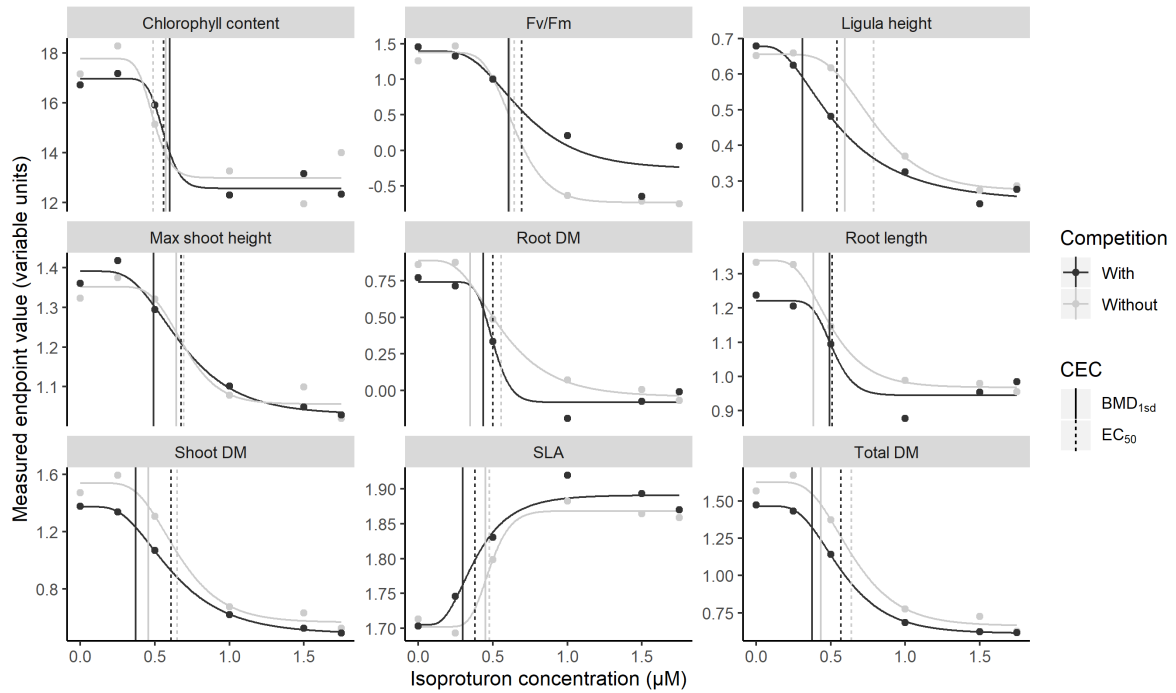 Chlorophyll content
Fv/Fm
Ligula height
18
16
14
12
1.5
1.0
0.5
0.0
-0.5
0.7
0.6
0.5
0.4
0.3
Max shoot height
Root DM
Root length
1.4
1.3
1.2
1.1
0.75
0.50
0.25
0.00
1.3
1.2
1.1
1.0
0.9
Shoot DM
SLA
Total DM
1.6
1.2
0.8
1.90
1.85
1.80
1.75
1.70
1.50
1.25
1.00
0.75
0.0 0.5 1.0 1.5
0.0 0.5 1.0 1.5
0.0 0.5 1.0 1.5
Measured endpoint value (variable units)
Isoproturon concentration (µM)
Competition
With
Without
CEC
BMD1sd
EC50